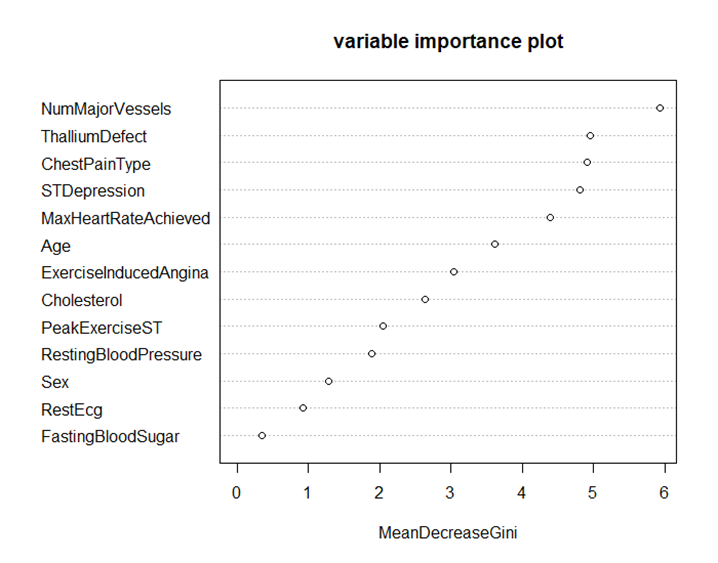 variable importance plot
NumMajorVessels
ThalliumDefect
ChestPainType
STDepression
MaxHeartRateAchieved
Age
ExerciseInducedAngina
Cholesterol
PeakExerciseST
RestingBloodPressure
Sex
RestEcg
FastingBloodSugar
0 1 2 3 4 5 6
MeanDecreaseGini